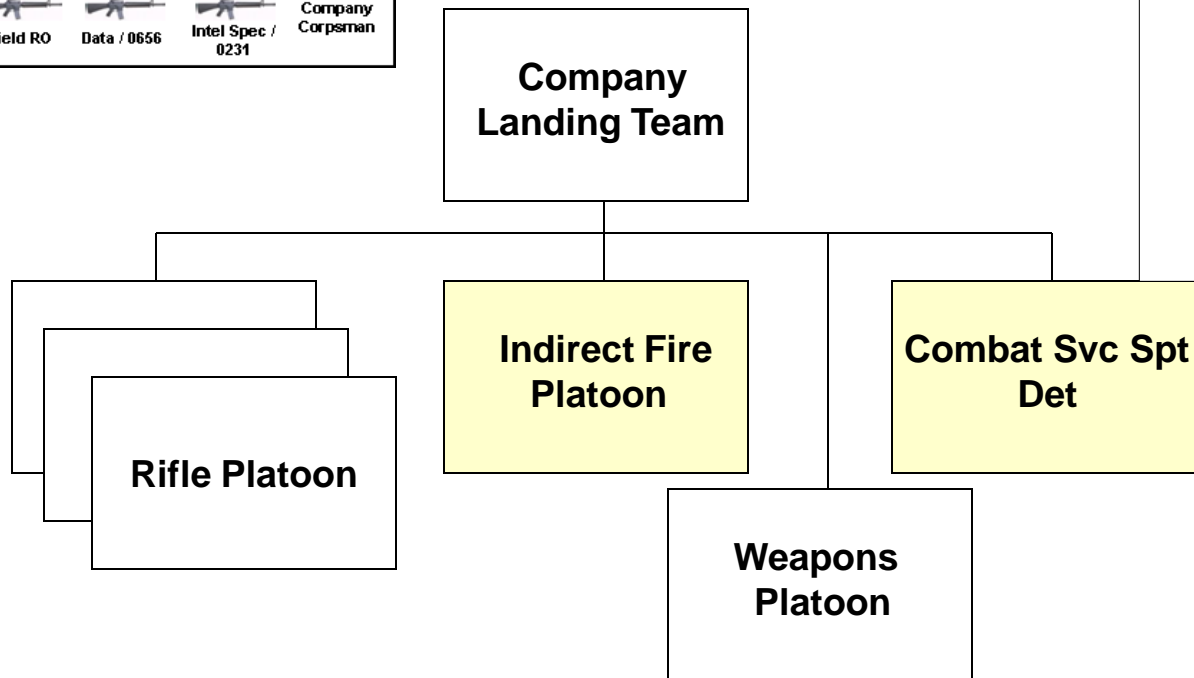 Company
Corpsman
RO
Data / 0656
Intel Spec /
0231
Company
Landing Team
Indirect Fire
Platoon
Combat Svc Spt
Det
Rifle Platoon
Weapons
Platoon